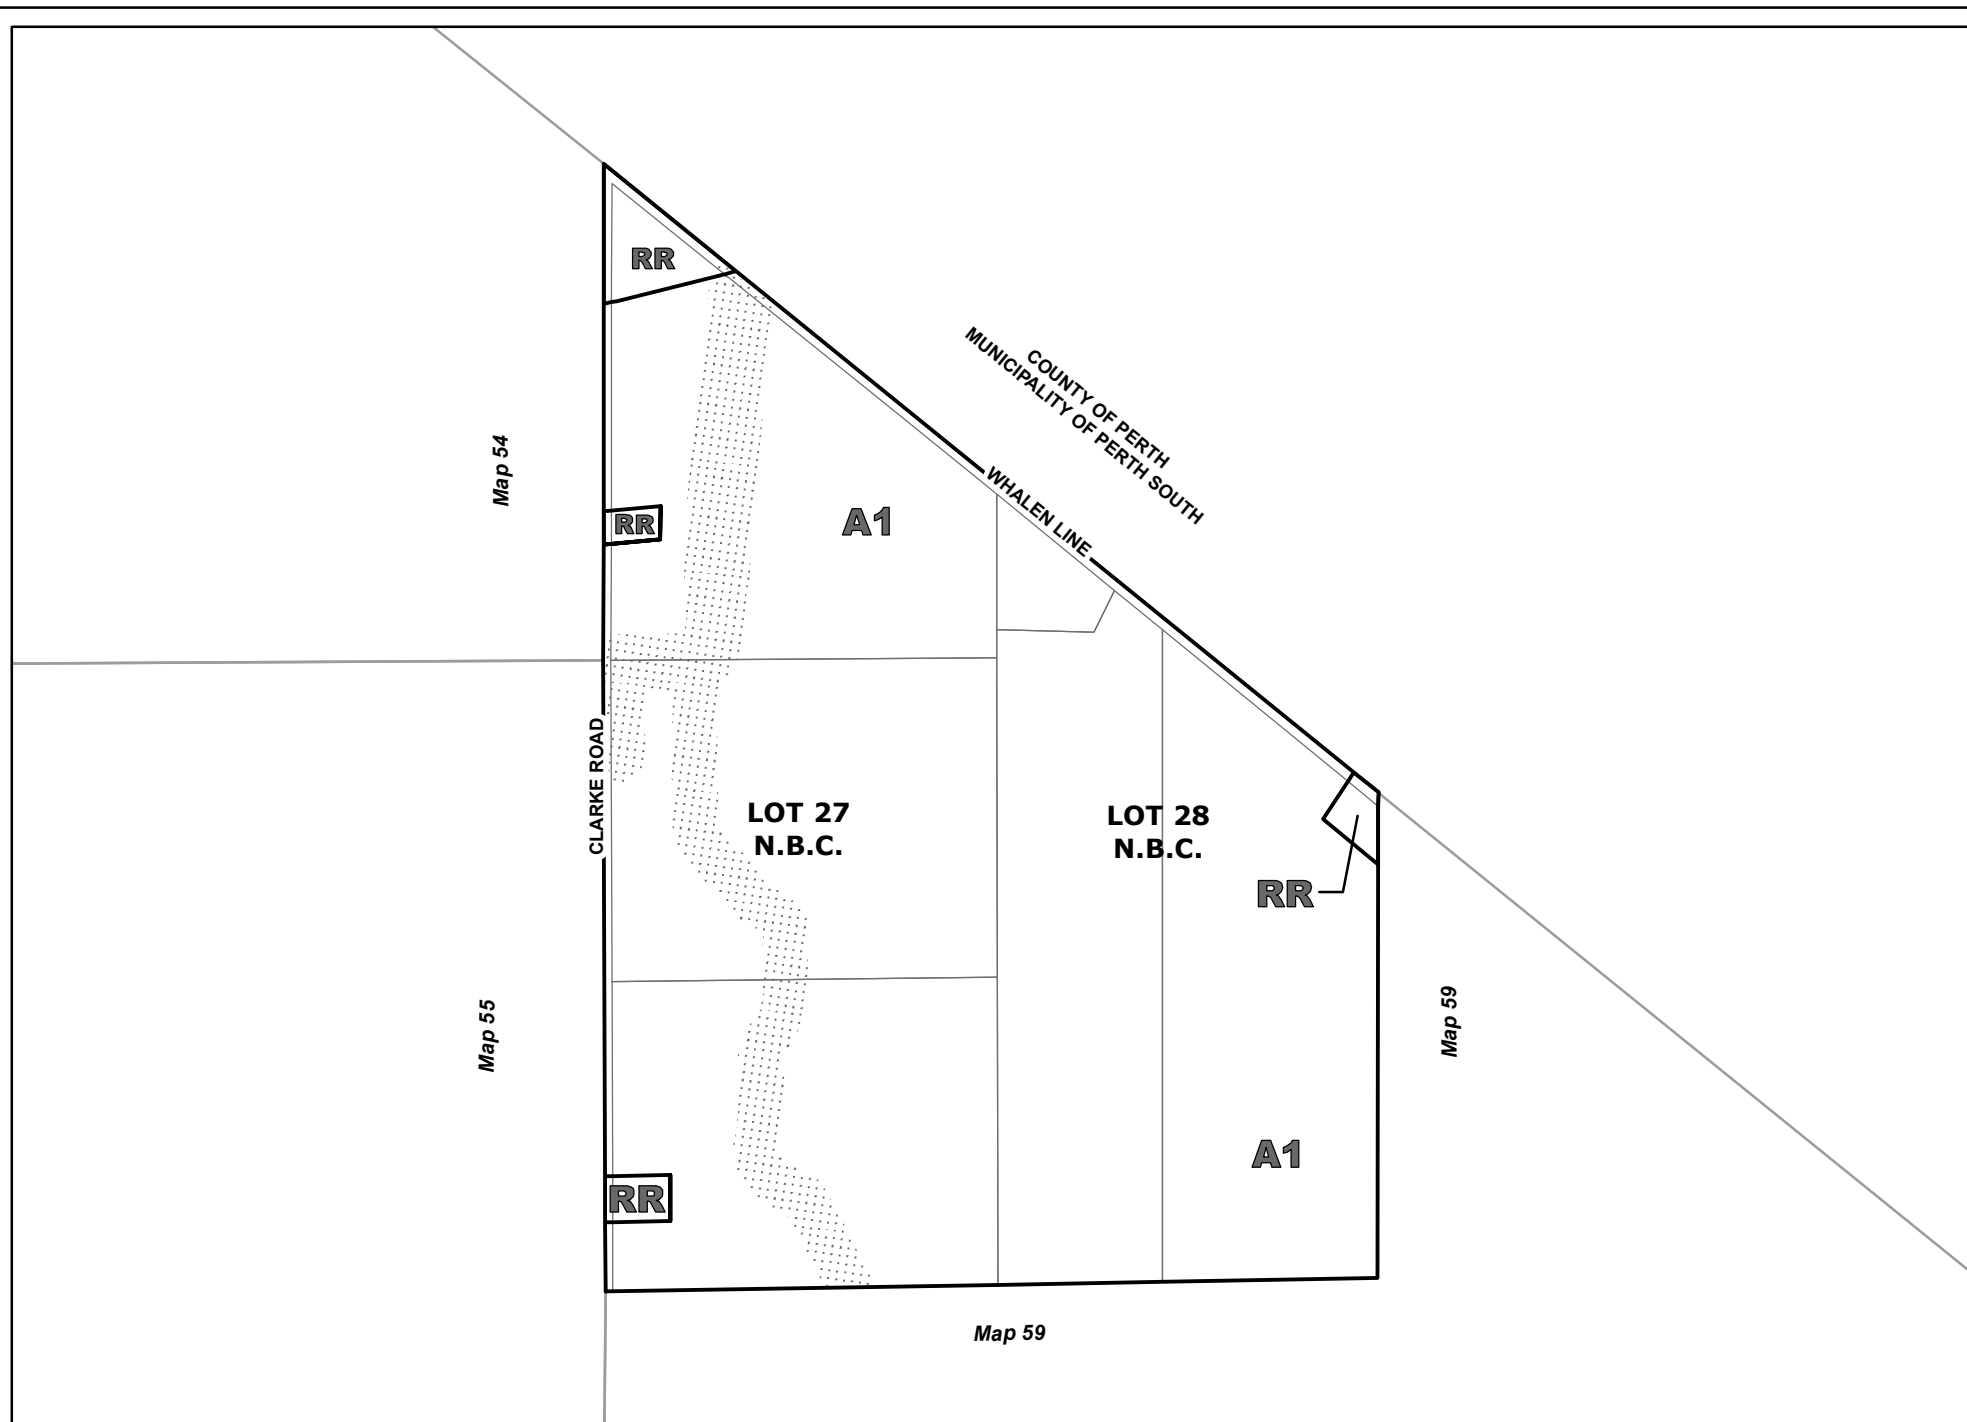 RR
COUNTY OF PERTH
MUNICIPALITY OF PERTH SOUTH
Map 54
WHALEN LINE
RR
A1
CLARKE ROAD
LOT 27
N.B.C.
LOT 28
N.B.C.
RR
Map 55
Map 59
A1
RR
Map 59